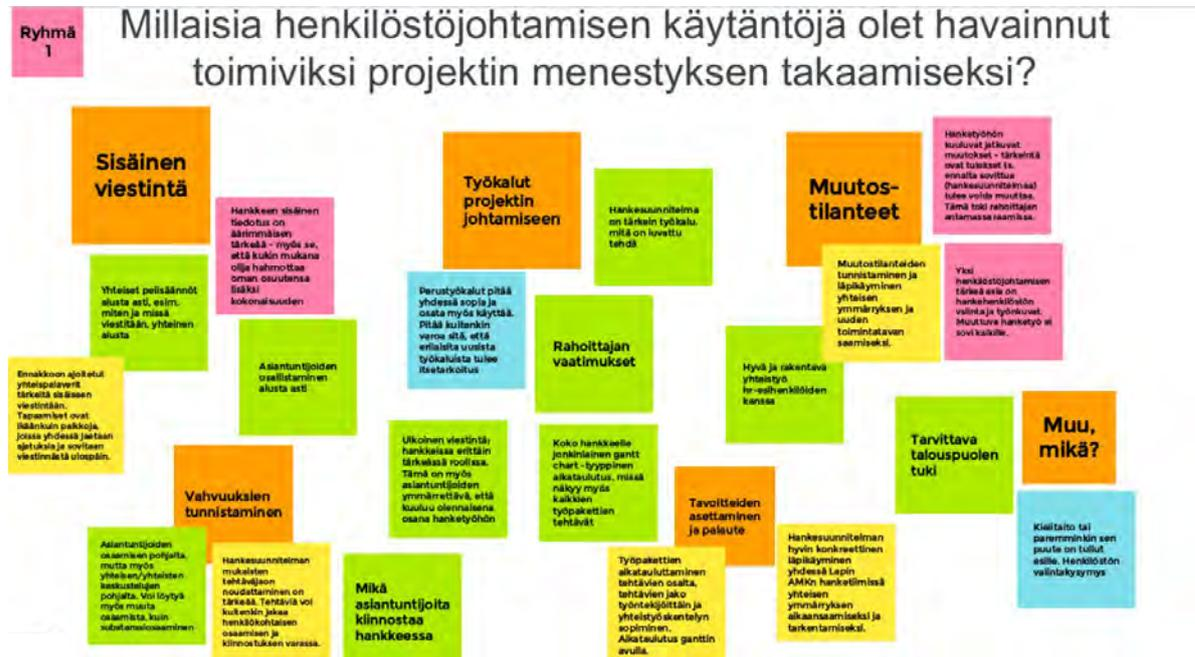 Ryhmä
1
Millaisia henkilöstöjohtamisen käytäntöjä olet havainnut
toimiviksi projektin menestyksen takaamiseksi?
Sisäinen
viestintä
Hankkeen sisäinen
tiedotus on
äärimmäisen
tärkeää - myös se,
että kukin mukana
olija hahmottaa
oman osuutensa
lisäksi
kokonaisuuden
Yhteiset pelisäännöt
alusta asti, esim.
miten ja missä
viestitään, yhteinen
alusta
Asiantuntijoiden
osallistaminen
alusta asti
Ennakkoon ajoitetut
yhteispalaverit
tärkeitä sisäiseen
viestintään.
Tapaamiset ovat
ikäänkuin paikkoja,
joissa yhdessä jaetaan
ajatuksia ja sovitaan
viestinnästä ulospäin.
Vahvuuksien
tunnistaminen
Asiantuntijoiden
osaamisen pohjalta,
mutta myös
yhteisen/yhteisten
keskustelujen
pohjalta. Voi löytyä
myös muuta
osaamista, kuin
substanssiosaaminen
Hankesuunnitelman
mukaisten
tehtäväjaon
noudattaminen on
tärkeää. Tehtäviä voi
kuitenkin jakaa
henkilökohtaisen
osaamisen ja
kiinnostuksen varassa.
Mikä
asiantuntijoita
kiinnostaa
hankkeessa
Työkalut
projektin
johtamiseen
Hankesuunnitelma
on tärkein työkalu,
mitä on luvattu
tehdä
Perustyökalut pitää
yhdessä sopia ja
osata myös käyttää.
Pitää kuitenkin
varoa sitä, että
erilaisita uusista
työkaluista tulee
itsetarkoitus
Rahoittajan
vaatimukset
Ulkoinen viestintä;
hankkeissa erittäin
tärkeässä roolissa.
Tämä on myös
asiantuntijoiden
ymmärrettävä, että
kuuluu olennaisena
osana hanketyöhön
Koko hankkeelle
jonkinlainen gantt
chart -tyyppinen
aikataulutus, missä
näkyy myös
kaikkien
työpakettien
tehtävät
Tavoitteiden
asettaminen
ja palaute
Työpakettien
aikatauluttaminen
tehtävien osalta,
tehtävien jako
työntekijöittäin ja
yhteistyöskentelyn
sopiminen.
Aikataulutus ganttin
avulla.
Hankesuunnitelman
hyvin konkreettinen
läpikäyminen
yhdessä Lapin
AMKn hanketiimissä
yhteisen
ymmärryksen
aikaansaamiseksi ja
tarkentamiseksi.
Muutos-
tilanteet
Hanketyöhön
kuuluvat jatkuvat
muutokset - tärkeintä
ovat tulokset ts.
ennalta sovittua
(hankesuunnitelmaa)
tulee voida muuttaa.
Tämä toki rahoittajan
antamassa raamissa.
Muutostilanteiden
tunnistaminen ja
läpikäyminen
yhteisen
ymmärryksen ja
uuden
toimintatavan
saamiseksi.
Yksi
henkilöstöjohtamisen
tärkeä asia on
hankehenkilöstön
valinta ja työnkuvat.
Muuttuva hanketyö ei
sovi kaikille.
Hyvä ja rakentava
yhteistyö
hr-esihenkilöiden
kanssa
Tarvittava
talouspuolen
tuki
Muu,
mikä?
Kielitaito tai
paremminkin sen
puute on tullut
esille. Henkilöstön
valintakysymys